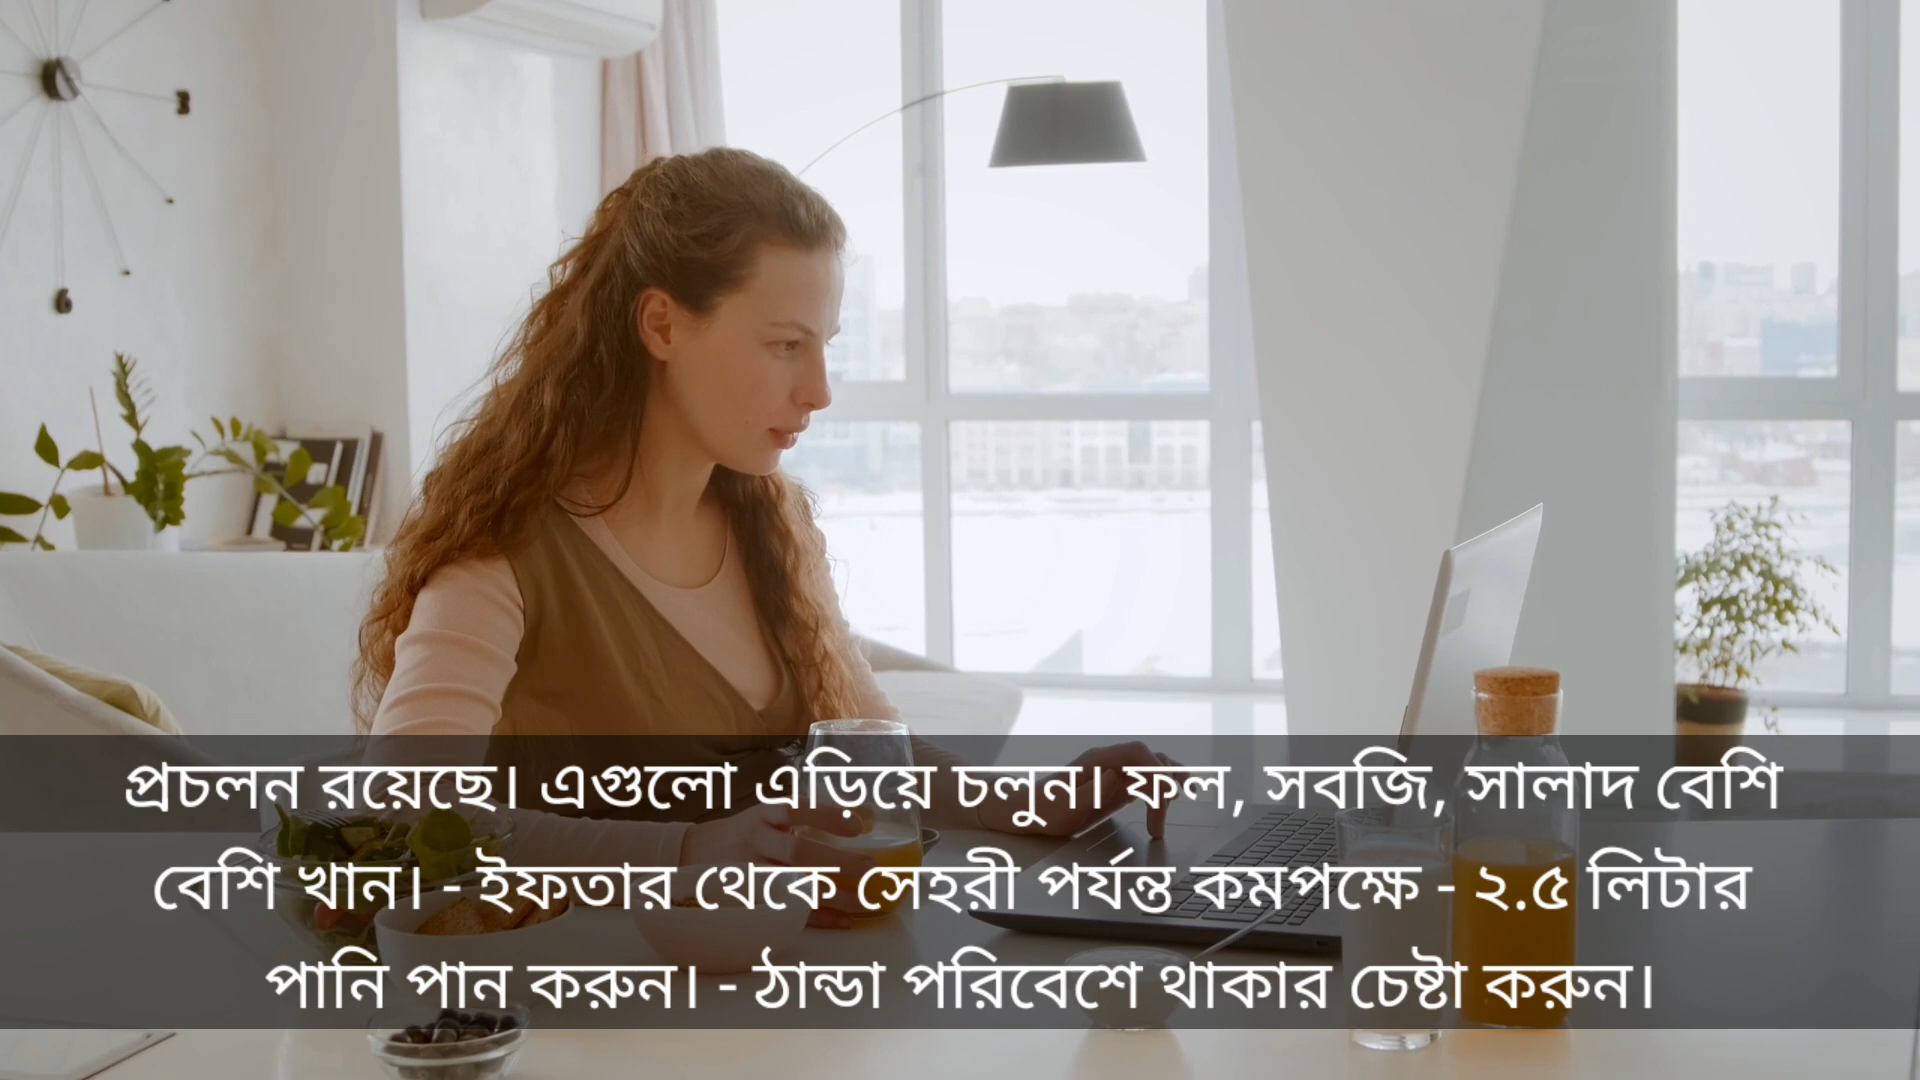 প্রচলন রয়েছে। এগুলো এড়িয়ে চলুন। ফল, সবজি, সালাদ বেশি
বেশি খান। - ইফতার থেকে সেহরী পর্যন্ত কমপক্ষে - ২.৫ লিটার
পানি পান করুন। - ঠান্ডা পরিবেশে থাকার চেষ্টা করুন।